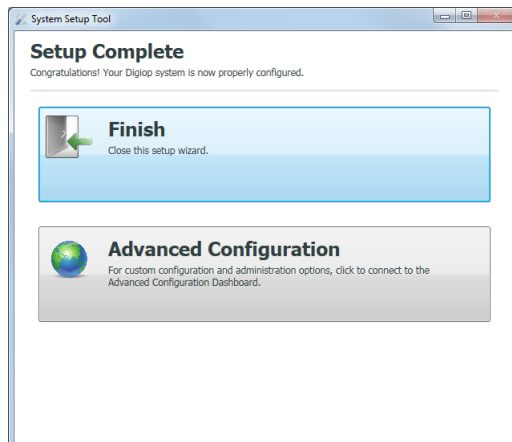 System Setup Tool
Setup Complete
Congratulations! Your Digiop system is now properly configured.
Finish
Close this setup wizard.
Advanced Configuration
For custom configuration and administration options, click to connect to the
Advanced Configuration Dashboard.